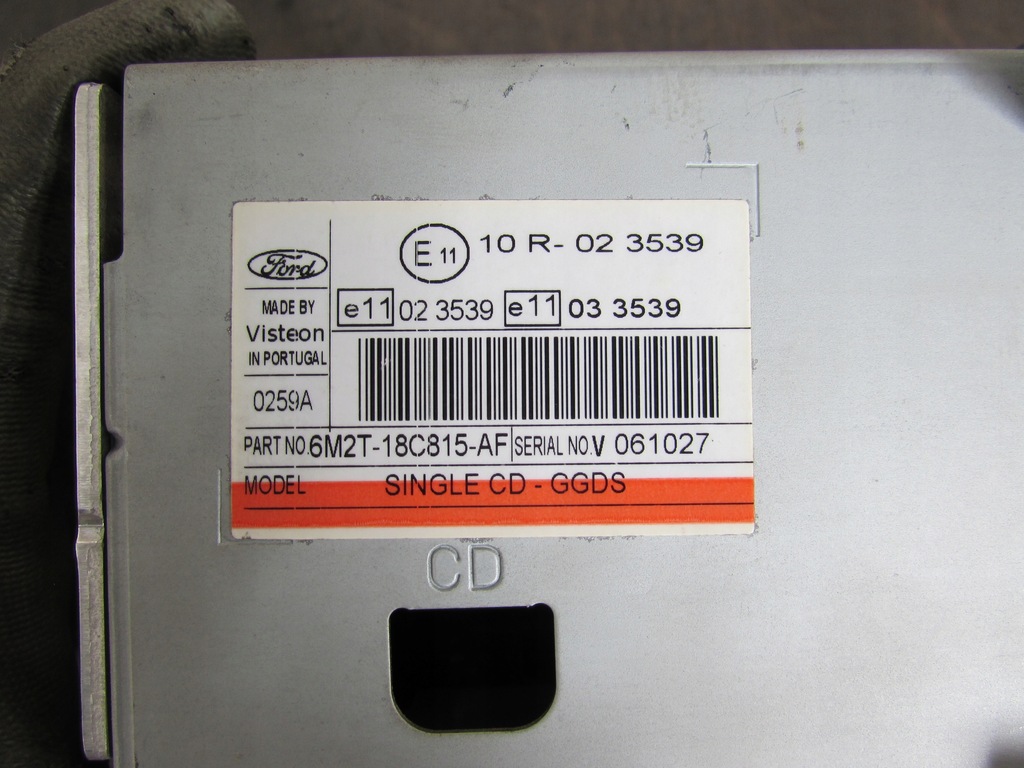 Ford
MADE BY
Visteon
IN PORTUGAL
0259A
E 11 10 R- 02 3539
e11 02 3539 e11 03 3539
PART NO. 6M2T-18C815-AF SERIAL NO. V 061027
MODEL SINGLE CD - GGDS
CD